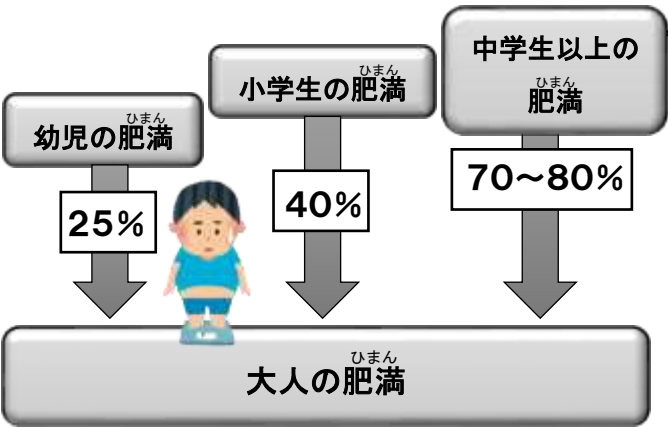 幼児の肥満
ひまん
25%
小学生の肥満
ひまん
40%
中学生以上の
肥満
ひまん
70~80%
大人の肥満
ひまん